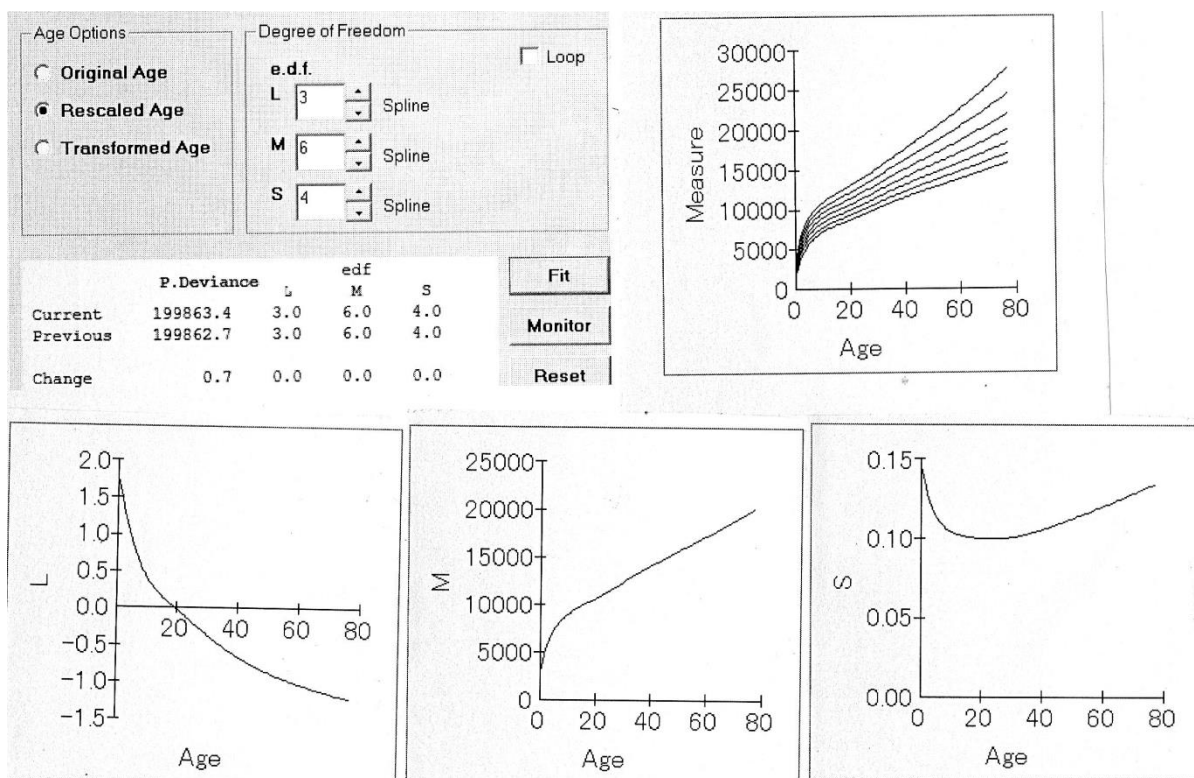 Age Options
Original Age
Rescaled Age
Transformed Age
Degree of Freedom
Loop
e.d.f.
L 3 Spline
M 6 Spline
S 4 Spline
edf
P.Deviance L M S
Current 199863.4 3.0 6.0 4.0
Previous 199862.7 3.0 6.0 4.0
Change 0.7 0.0 0.0 0.0
Fit
Monitor
Reset
30000
25000
20000
15000
10000
5000
0
Measure
0 20 40 60 80
Age
2.0
1.5
1.0
0.5
0.0
-0.5
-1.0
-1.5
L
20 40 60 80
Age
25000
20000
15000
10000
5000
0
M
0 20 40 60 80
Age
0.15
0.10
0.05
0.00
S
0 20 40 60 80
Age